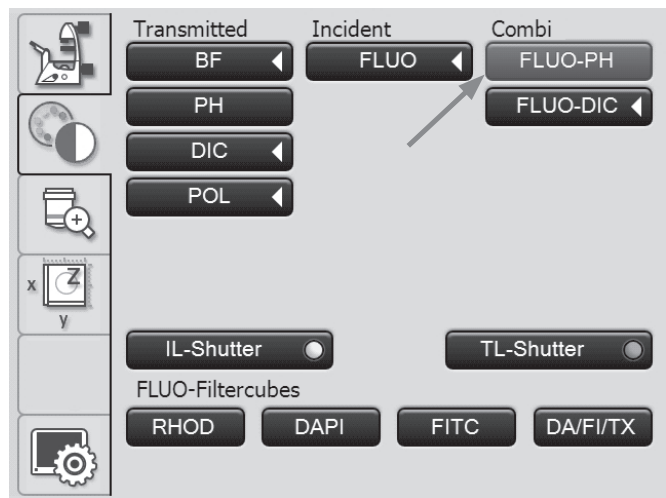 Transmitted Incident Combi
BF FLUO FLUO-PH
PH FLUO-DIC
DIC
POL
x Z
y
IL-Shutter TL-Shutter
FLUO-Filtercubes
RHOD DAPI FITC DA/FI/TX